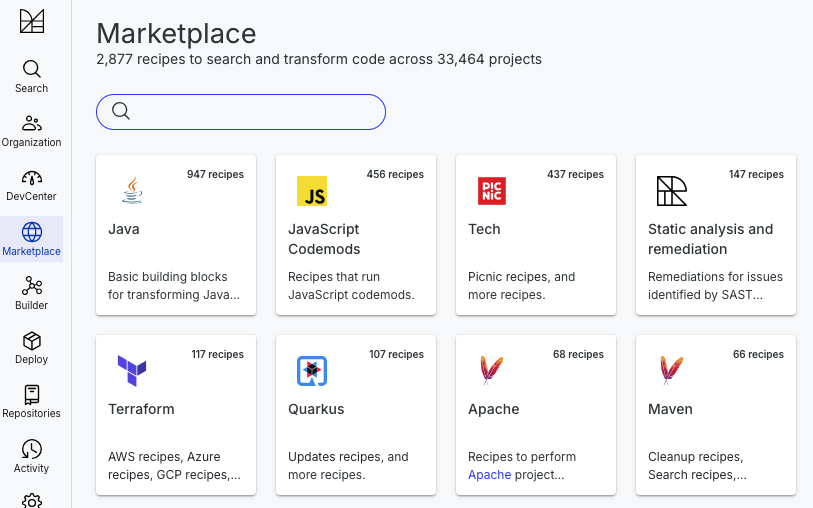 Marketplace
2,877 recipes to search and transform code across 33,464 projects
Search
Organization
DevCenter
Marketplace
Builder
Deploy
Repositories
Activity
947 recipes
Java
Basic building blocks
for transforming Java...
456 recipes
JS
JavaScript
Codemods
Recipes that run
JavaScript codemods.
437 recipes
PIC
NIC
Tech
Picnic recipes, and
more recipes.
147 recipes
Static analysis and
remediation
Remediations for issues
identified by SAST...
117 recipes
Terraform
AWS recipes, Azure
recipes, GCP recipes,...
107 recipes
Quarkus
Updates recipes, and
more recipes.
68 recipes
Apache
Recipes to perform
Apache project...
66 recipes
Maven
Cleanup recipes,
Search recipes,...